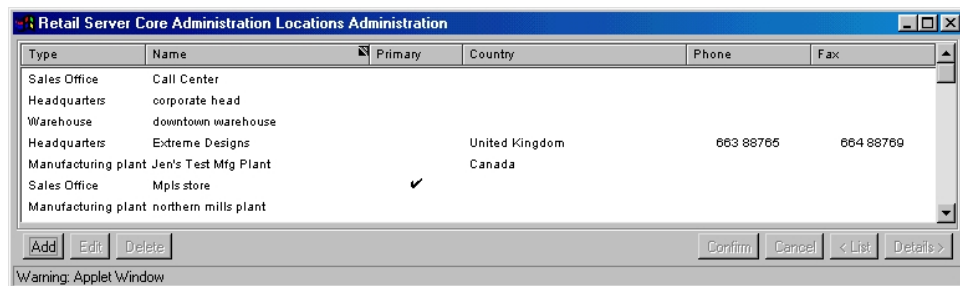 Retail Server Core Administration Locations Administration
Type Name Primary Country Phone Fax
Sales Office Call Center
Headquarters corporate head
Warehouse downtown warehouse
Headquarters Extreme Designs United Kingdom 663 88765 664 88769
Manufacturing plant Jen's Test Mfg Plant Canada
Sales Office Mpls store ✔
Manufacturing plant northern mills plant
Add Edit Delete Confirm Cancel < List Details >
Warning: Applet Window